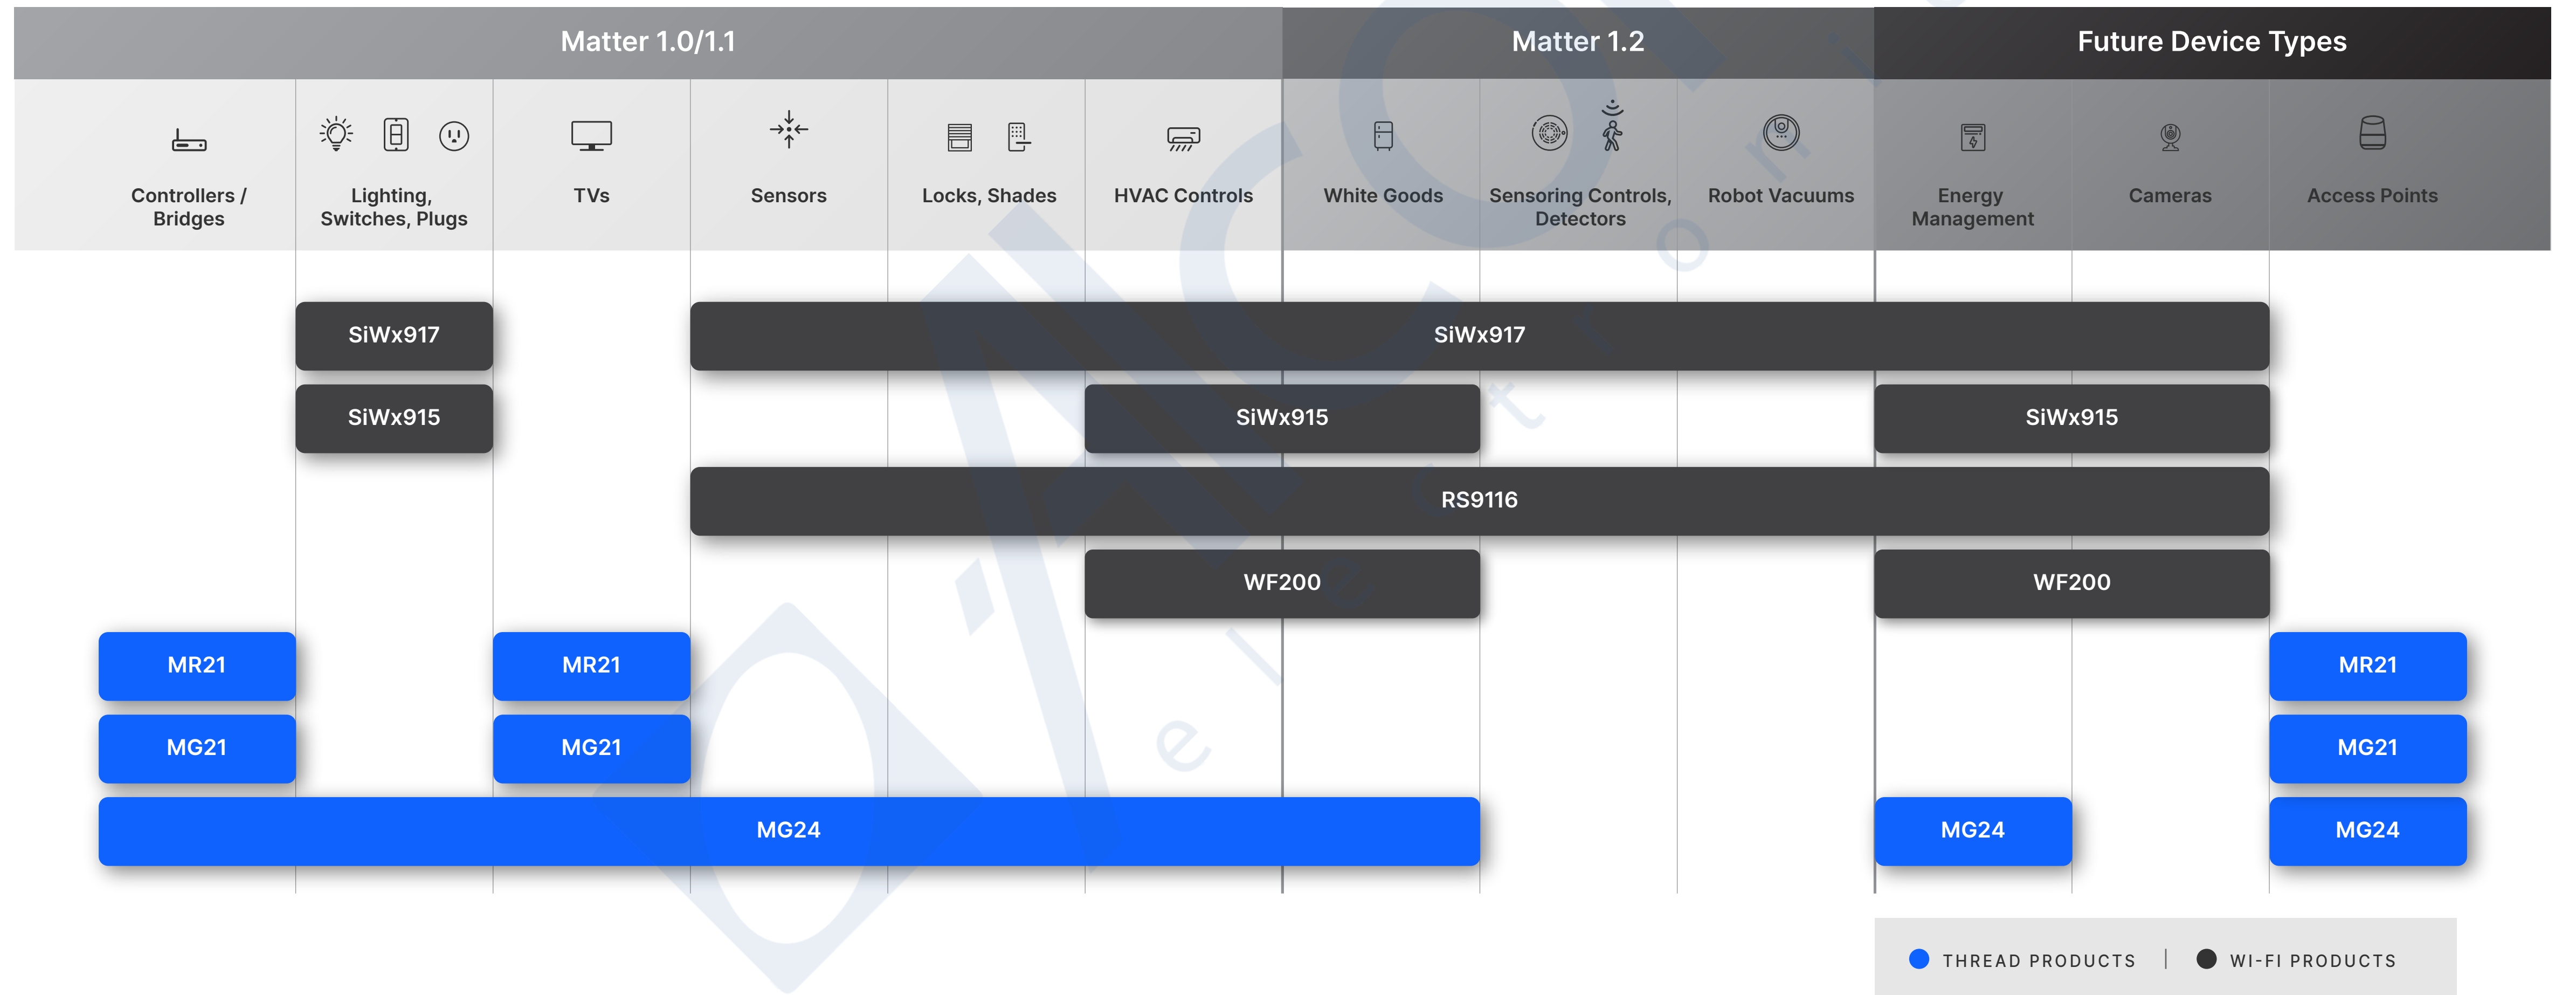 Matter 1.0/1.1
Matter 1.2
Future Device Types
Controllers /
Bridges
Lighting,
Switches, Plugs
TVs
Sensors
Locks, Shades
HVAC Controls
White Goods
Sensoring Controls,
Detectors
Robot Vacuums
Energy
Management
Cameras
Access Points
SiWx917
SiWx917
SiWx915
SiWx915
SiWx915
RS9116
WF200
WF200
MR21
MR21
MR21
MG21
MG21
MG21
MG24
MG24
MG24
THREAD PRODUCTS | WI-FI PRODUCTS